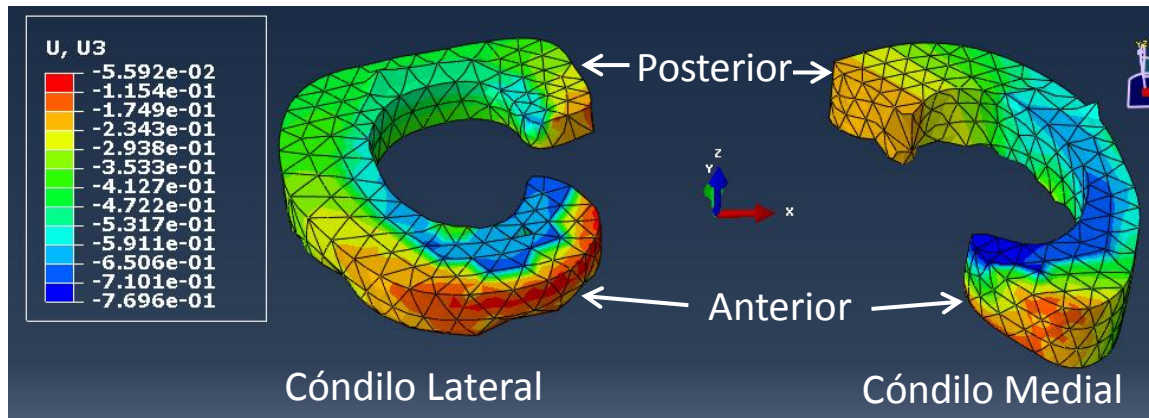 U, U3
-5.592e-02
-1.154e-01
-1.749e-01
-2.343e-01
-2.938e-01
-3.533e-01
-4.127e-01
-4.722e-01
-5.317e-01
-5.911e-01
-6.506e-01
-7.101e-01
-7.696e-01
Posterior
Z
Y
X
Anterior
Cóndilo Lateral
Cóndilo Medial